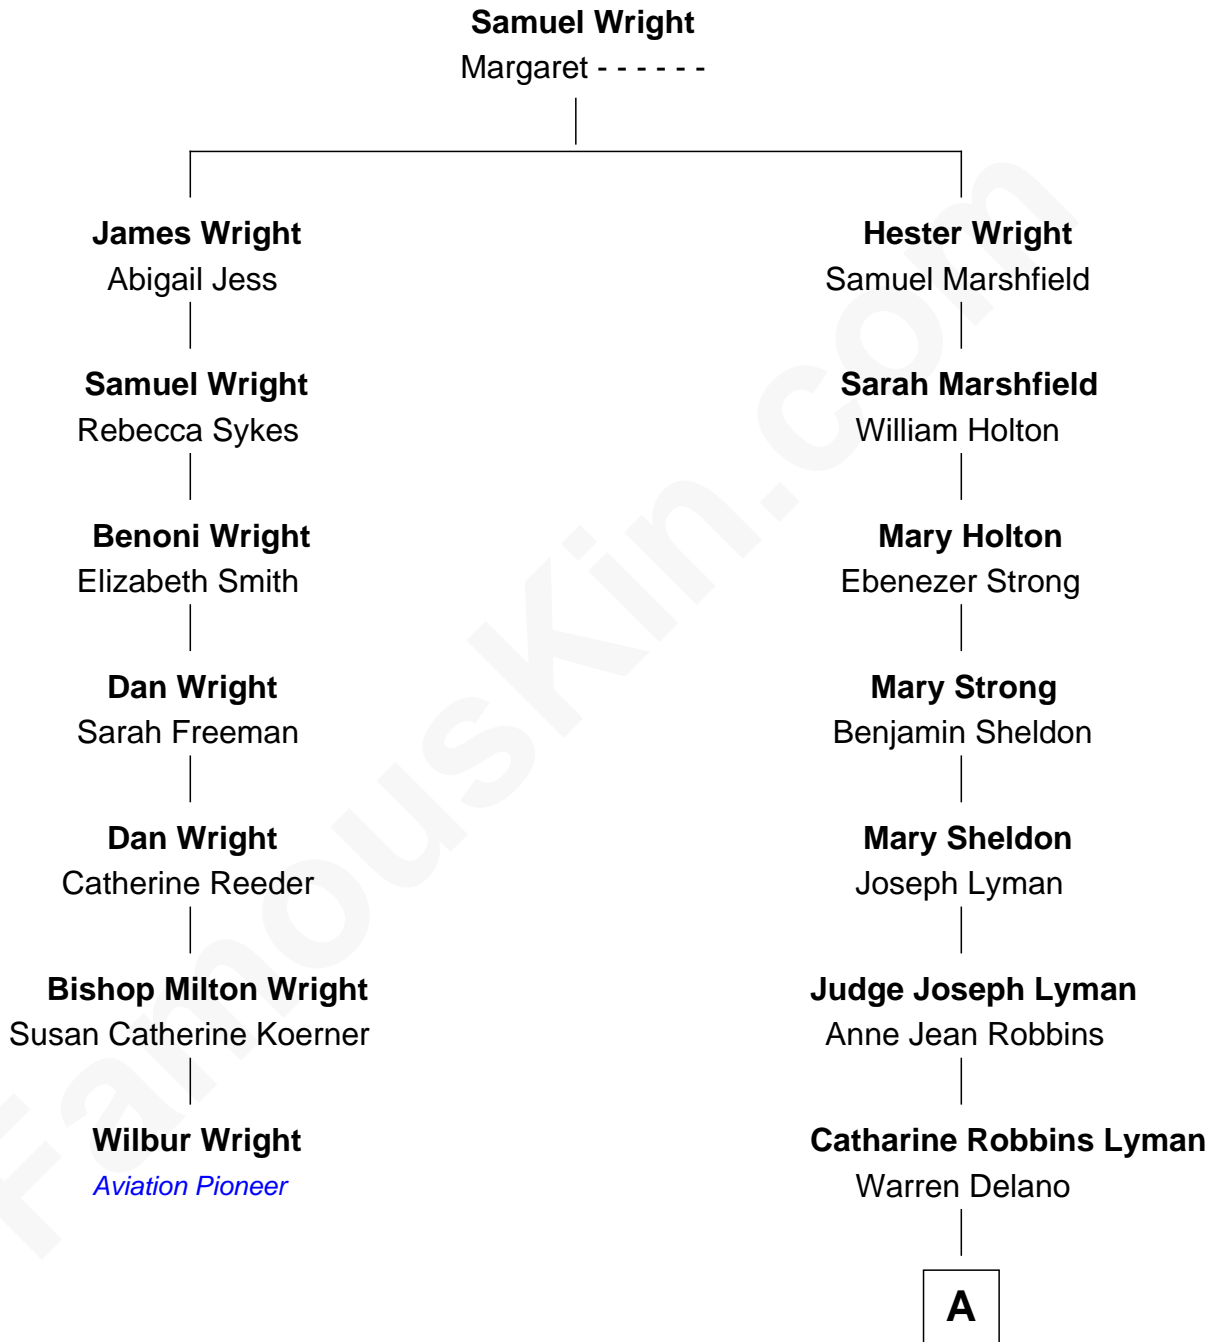 Samuel Wright
Margaret - - - - - -
James Wright
Abigail Jess
Hester Wright
Samuel Marshfield
Samuel Wright
Rebecca Sykes
Sarah Marshfield
William Holton
Benoni Wright
Elizabeth Smith
Mary Holton
Ebenezer Strong
Dan Wright
Sarah Freeman
Mary Strong
Benjamin Sheldon
Dan Wright
Catherine Reeder
Mary Sheldon
Joseph Lyman
Bishop Milton Wright
Susan Catherine Koerner
Judge Joseph Lyman
Anne Jean Robbins
Wilbur Wright
Aviation Pioneer
Catharine Robbins Lyman
Warren Delano
A
FamousKin.com